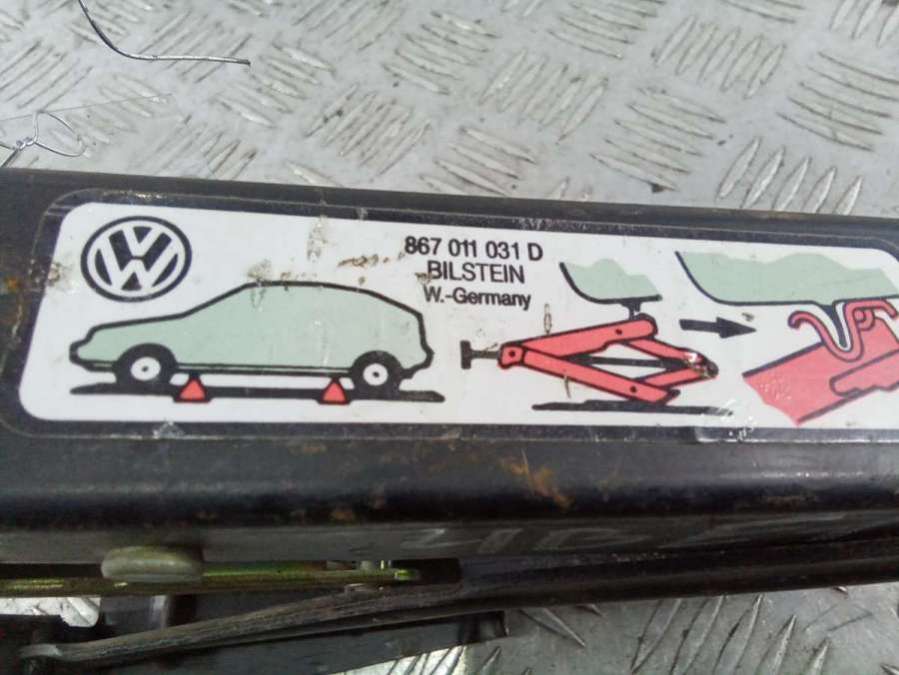 867 011 031 D
BILSTEIN
W.-Germany